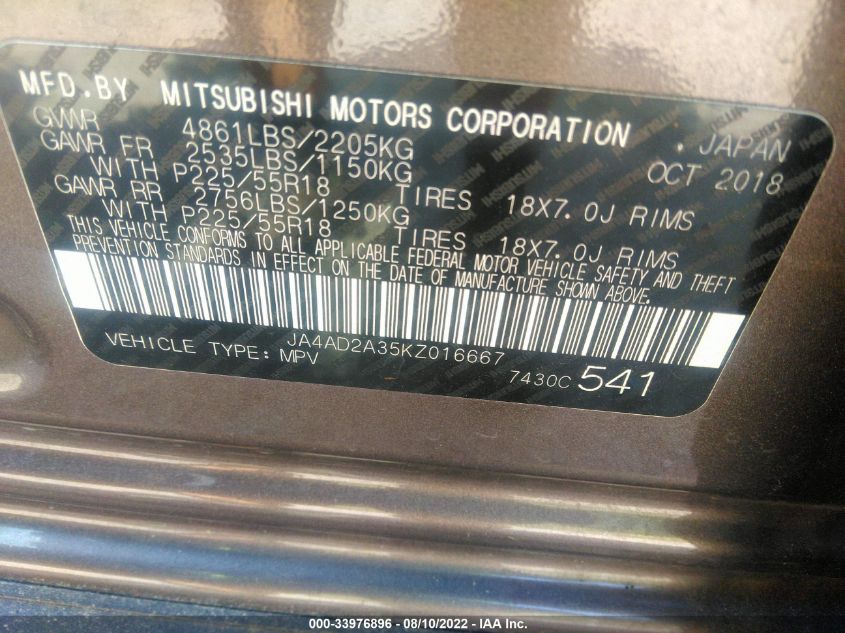 MFD.BY MITSUBISHI MOTORS CORPORATION , JAPAN
GVWR 4861LBS/2205KG OCT 2018
GAWR FR 2535LBS/1150KG
WITH P225/55R18 TIRES 18X7.0J RIMS
GAWR RR 2756LBS/1250KG
WITH P225/55R18 TIRES 18X7.0J RIMS
THIS VEHICLE CONFORMS TO ALL APPLICABLE FEDERAL MOTOR VEHICLE SAFETY AND THEFT
PREVENTION STANDARDS IN EFFECT ON THE DATE OF MANUFACTURE SHOWN ABOVE.
JA4AD2A35KZ016667
VEHICLE TYPE: MPV 7430C 541
000-33976896 - 08/10/2022 - IAA Inc.